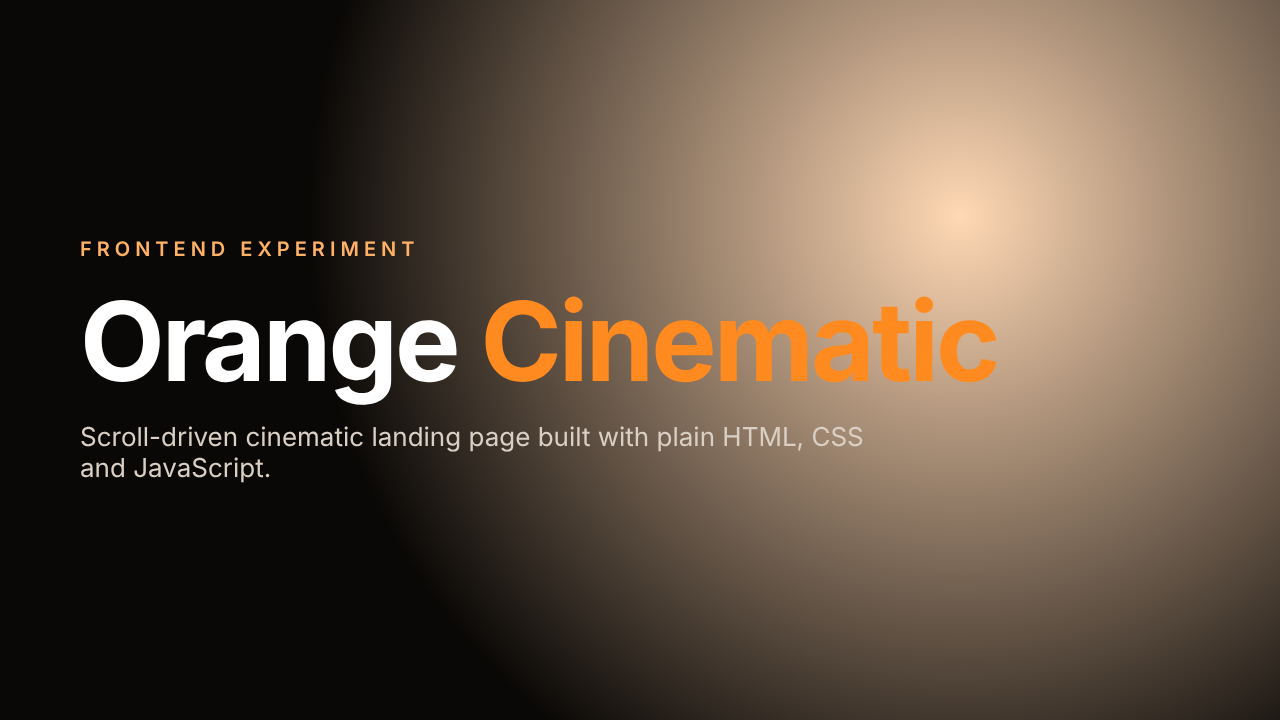 FRONTEND EXPERIMENT
Orange Cinematic
Scroll-driven cinematic landing page built with plain HTML, CSS
and JavaScript.